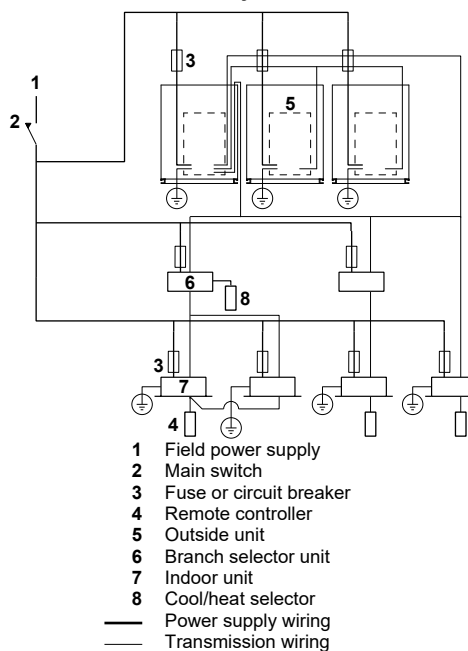 1
3
2
5
6
8
3
7
4
1 Field power supply
2 Main switch
3 Fuse or circuit breaker
4 Remote controller
5 Outside unit
6 Branch selector unit
7 Indoor unit
8 Cool/heat selector
Power supply wiring
Transmission wiring